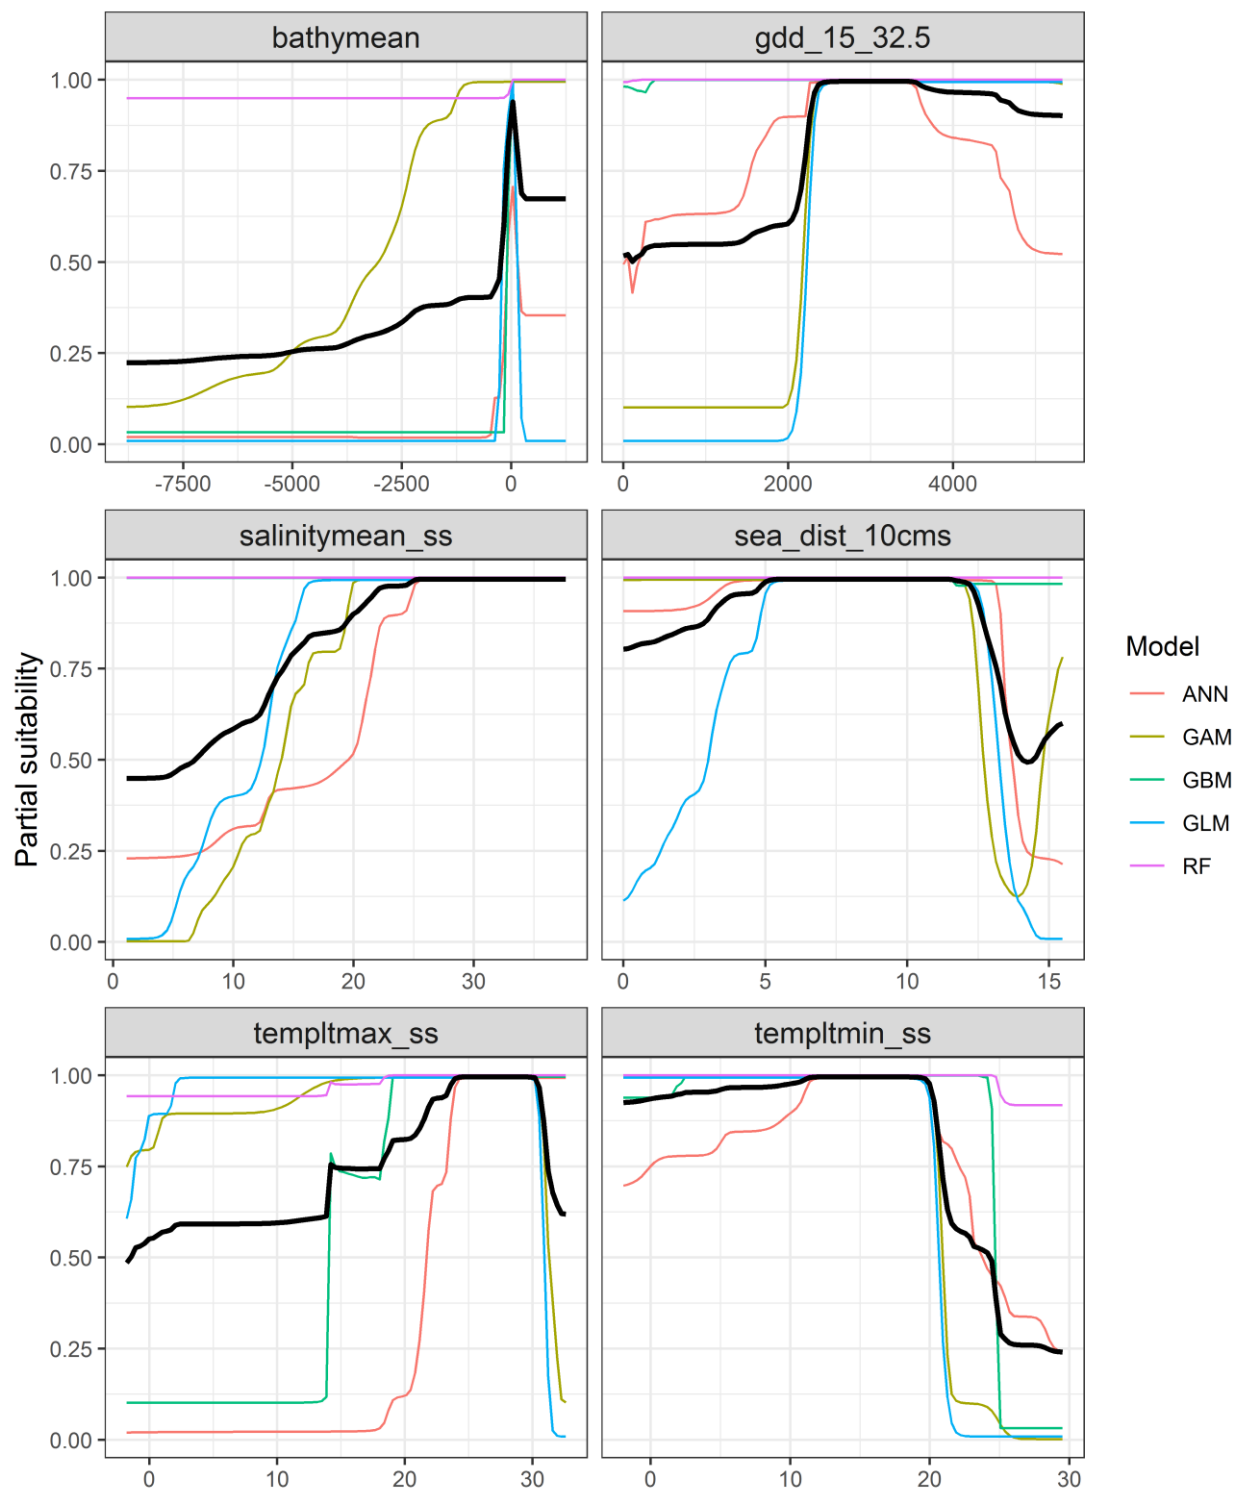 bathymean gdd_15_32.5
1.00
0.75
0.50
0.25
0.00
-7500 -5000 -2500 0 0 2000 4000
salinitymean_ss sea_dist_10cms
1.00
0.75
0.50
0.25
0.00
0 10 20 30 0 5 10 15
templtmax_ss templtmin_ss
1.00
0.75
0.50
0.25
0.00
0 10 20 30 0 10 20 30
Partial suitability
Model
ANN
GAM
GBM
GLM
RF